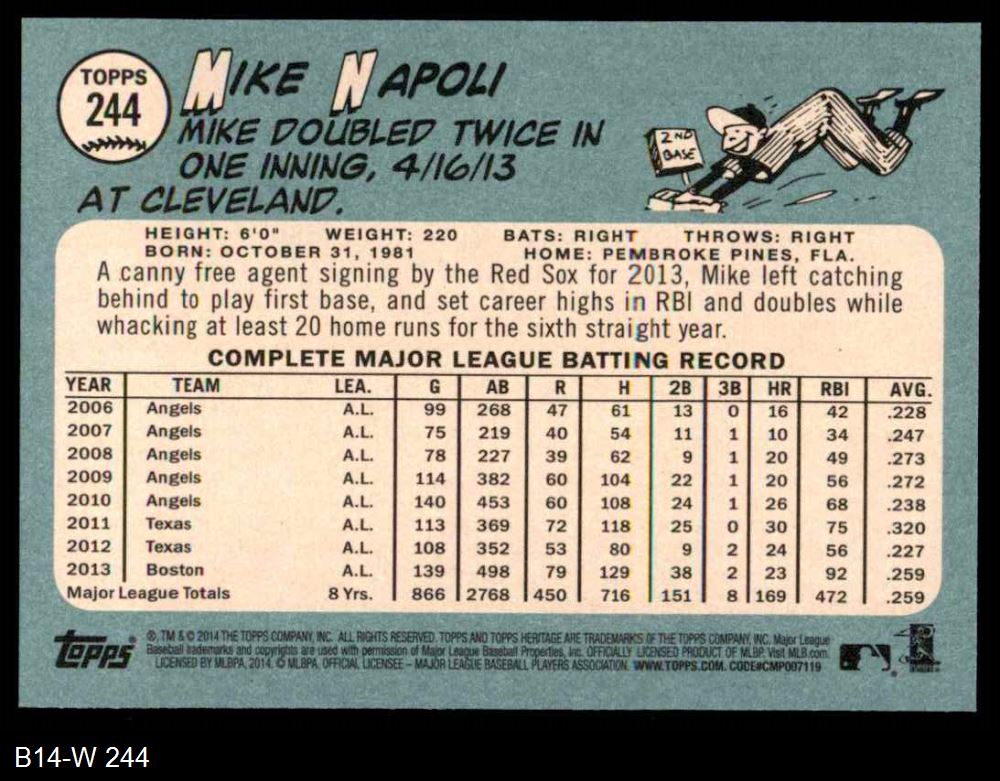 TOPPS
244
MIKE NAPOLI
MIKE DOUBLED TWICE IN
ONE INNING, 4/16/13
AT CLEVELAND.
2ND
BASE
HEIGHT: 6'0" WEIGHT: 220 BATS: RIGHT THROWS: RIGHT
BORN: OCTOBER 31, 1981 HOME: PEMBROKE PINES, FLA.
A canny free agent signing by the Red Sox for 2013, Mike left catching
behind to play first base, and set career highs in RBI and doubles while
whacking at least 20 home runs for the sixth straight year.
COMPLETE MAJOR LEAGUE BATTING RECORD
YEAR TEAM LEA. G AB R H 2B 3B HR RBI AVG.
2006 Angels A.L. 99 268 47 61 13 0 16 42 .228
2007 Angels A.L. 75 219 40 54 11 1 10 34 .247
2008 Angels A.L. 78 227 39 62 9 1 20 49 .273
2009 Angels A.L. 114 382 60 104 22 1 20 56 .272
2010 Angels A.L. 140 453 60 108 24 1 26 68 .238
2011 Texas A.L. 113 369 72 118 25 0 30 75 .320
2012 Texas A.L. 108 352 53 80 9 2 24 56 .227
2013 Boston A.L. 139 498 79 129 38 2 23 92 .259
Major League Totals 8 Yrs. 866 2768 450 716 151 8 169 472 .259
topps
®, TM & © 2014 THE TOPPS COMPANY, INC. ALL RIGHTS RESERVED. TOPPS AND TOPPS HERITAGE ARE TRADEMARKS OF THE TOPPS COMPANY, INC. Major League
Baseball trademarks and copyrights are used with permission of Major League Baseball Properties, Inc. OFFICIALLY LICENSED PRODUCT OF MLBP. Visit MLB.com.
LICENSED BY MLBPA, 2014. © MLBPA. OFFICIAL LICENSEE – MAJOR LEAGUE BASEBALL PLAYERS ASSOCIATION. WWW.TOPPS.COM. CODE#CMP007119
B14-W 244